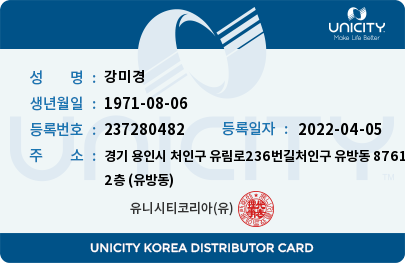 UNICITY
Make Life Better
성 명 : 강미경
생년월일 : 1971-08-06
등록번호 : 237280482 등록일자 : 2022-04-05
주 소 : 경기 용인시 처인구 유림로236번길처인구 유방동 8761
2층 (유방동)
UNICITY
유니시티코리아(유)
UNICITY KOREA DISTRIBUTOR CARD